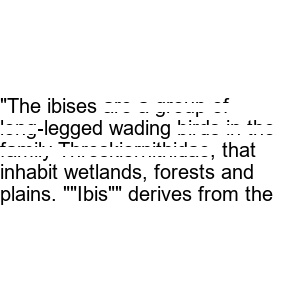 "The ibises are a group of
long-legged wading birds in the
family Threskiornithidae, that
inhabit wetlands, forests and
plains. ""Ibis"" derives from the